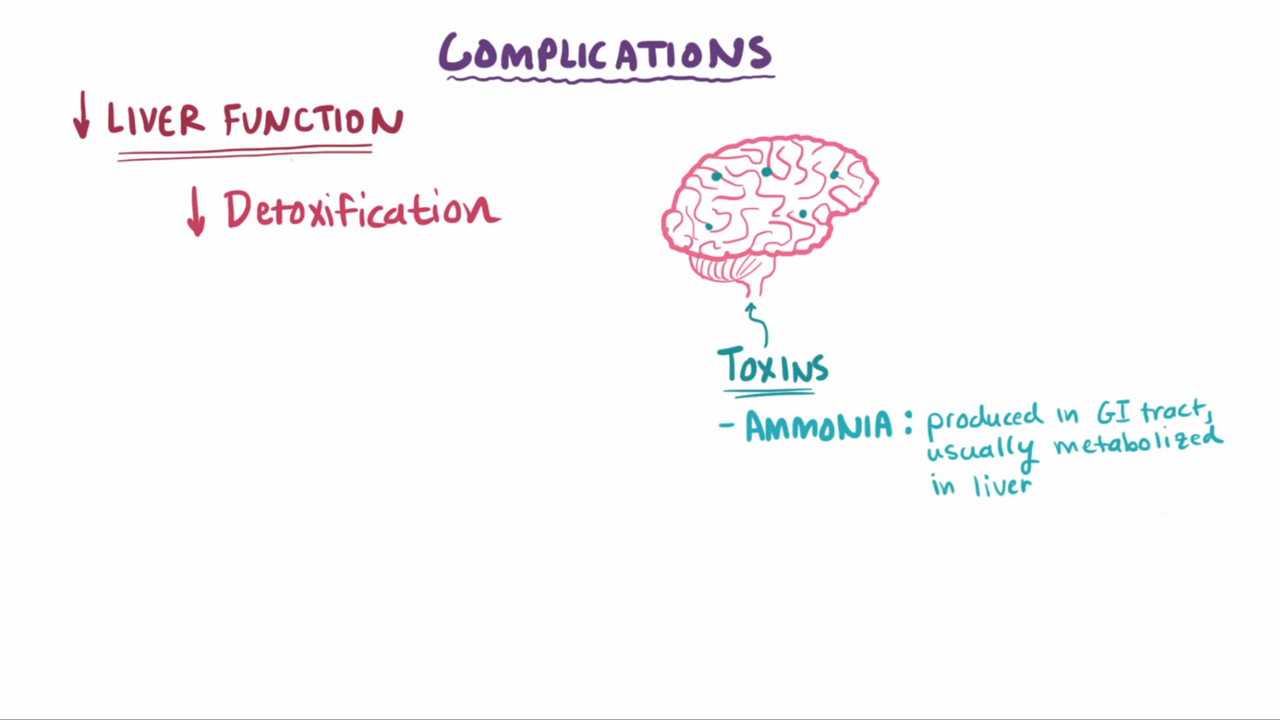 COMPLICATIONS
↓ LIVER FUNCTION
↓ Detoxification
TOXINS
- AMMONIA: produced in GI tract,
usually metabolized
in liver